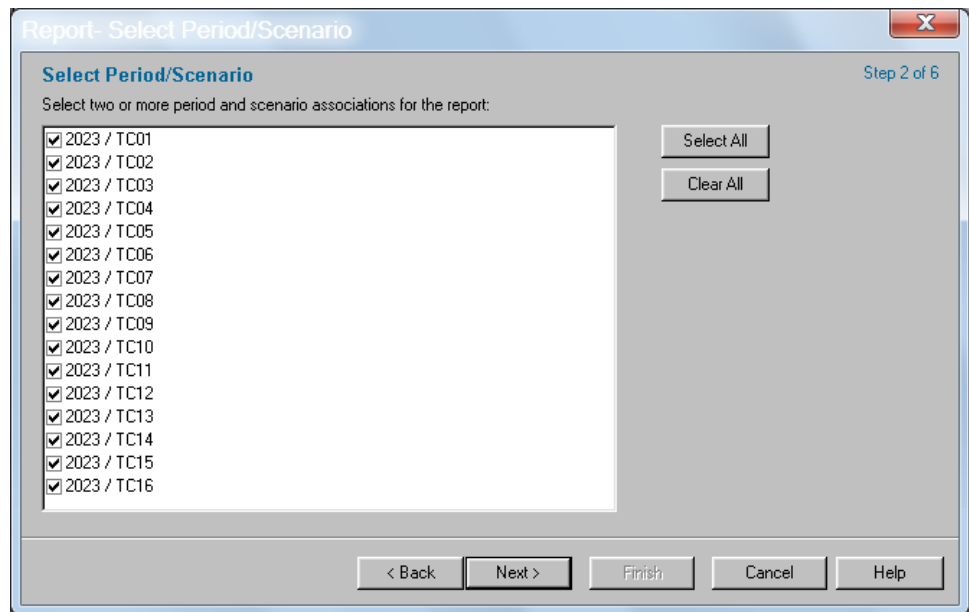 Report- Select Period/Scenario
X
Select Period/Scenario
Step 2 of 6
Select two or more period and scenario associations for the report:
2023 / TC01
2023 / TC02
2023 / TC03
2023 / TC04
2023 / TC05
2023 / TC06
2023 / TC07
2023 / TC08
2023 / TC09
2023 / TC10
2023 / TC11
2023 / TC12
2023 / TC13
2023 / TC14
2023 / TC15
2023 / TC16
Select All
Clear All
< Back
Next >
Finish
Cancel
Help